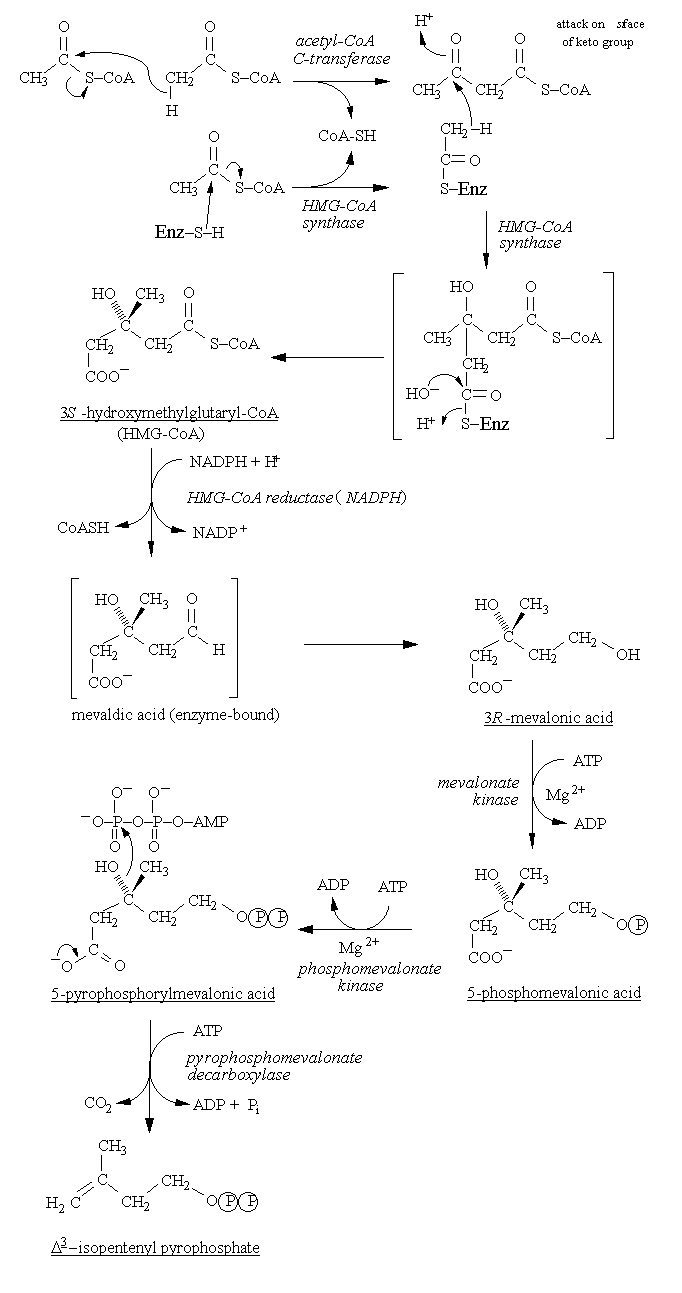 O
O
H+
O
O
attack on sface
of keto group
acetyl-CoA
C-transferase
C
CH3
S–CoA
CH2
S–CoA
H
CH3
C
CH2
S–CoA
CoA-SH
CH2–H
C=O
S–Enz
O
C
CH3
S–CoA
HMG-CoA
synthase
Enz–S–H
HMG-CoA
synthase
HO
CH3
O
C
C
CH2
CH2
S–CoA
COO−
HO
O
C
C
CH3
CH2
S–CoA
CH2
HO−
C=O
H+
S–Enz
3S-hydroxymethylglutaryl-CoA
(HMG-CoA)
NADPH + H+
HMG-CoA reductase( NADPH)
CoASH
NADP+
HO
CH3
O
C
C
CH2
CH2
H
COO−
mevaldic acid (enzyme-bound)
HO
CH3
C
CH2
CH2
CH2
OH
COO−
3R-mevalonic acid
mevalonate
kinase
ATP
Mg2+
ADP
O−
O−
−O–P–O–P–O–AMP
O
O
HO
CH3
C
CH2
CH2
CH2
OPP
C
−O
O
5-pyrophosphorylmevalonic acid
ADP
ATP
Mg2+
phosphomevalonate
kinase
HO
CH3
C
CH2
CH2
CH2
OP
COO−
5-phosphomevalonic acid
ATP
pyrophosphomevalonate
decarboxylase
CO2
ADP + Pi
CH3
C
CH2
H2C
CH2
OPP
Δ3–isopentenyl pyrophosphate